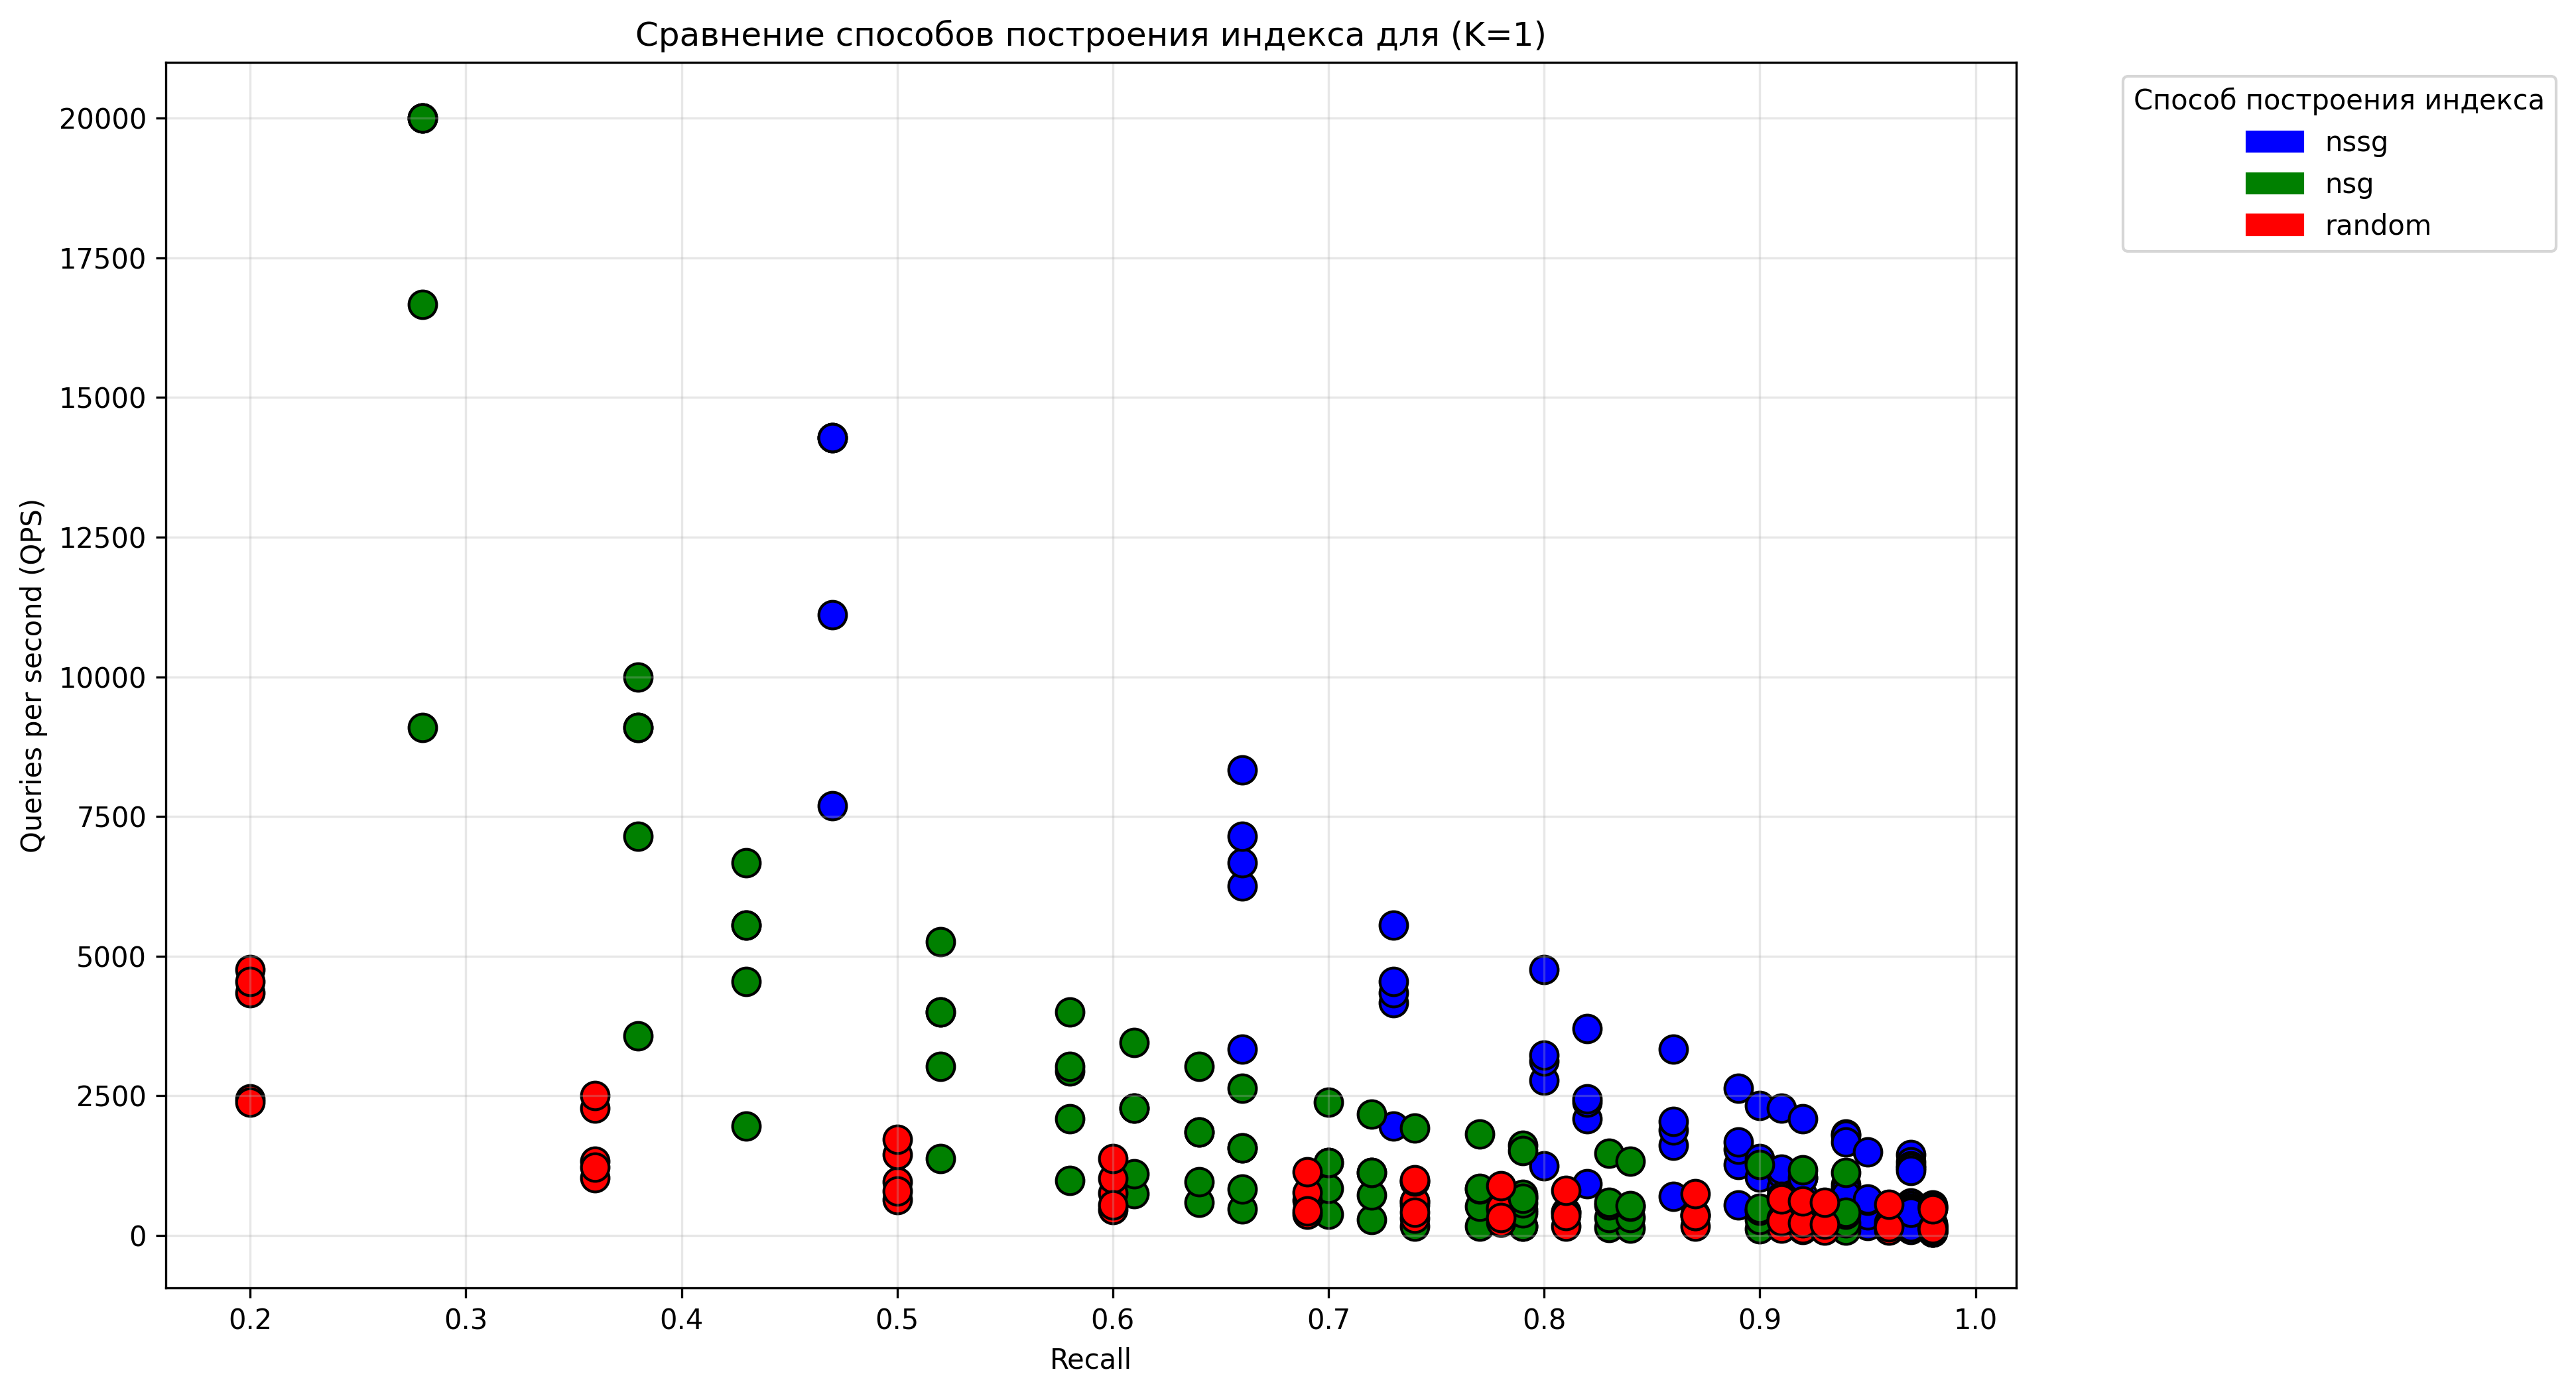 Сравнение способов построения индекса для (K=1)
Queries per second (QPS)
20000
17500
15000
12500
10000
7500
5000
2500
0
0.2 0.3 0.4 0.5 0.6 0.7 0.8 0.9 1.0
Recall
Способ построения индекса
nssg
nsg
random